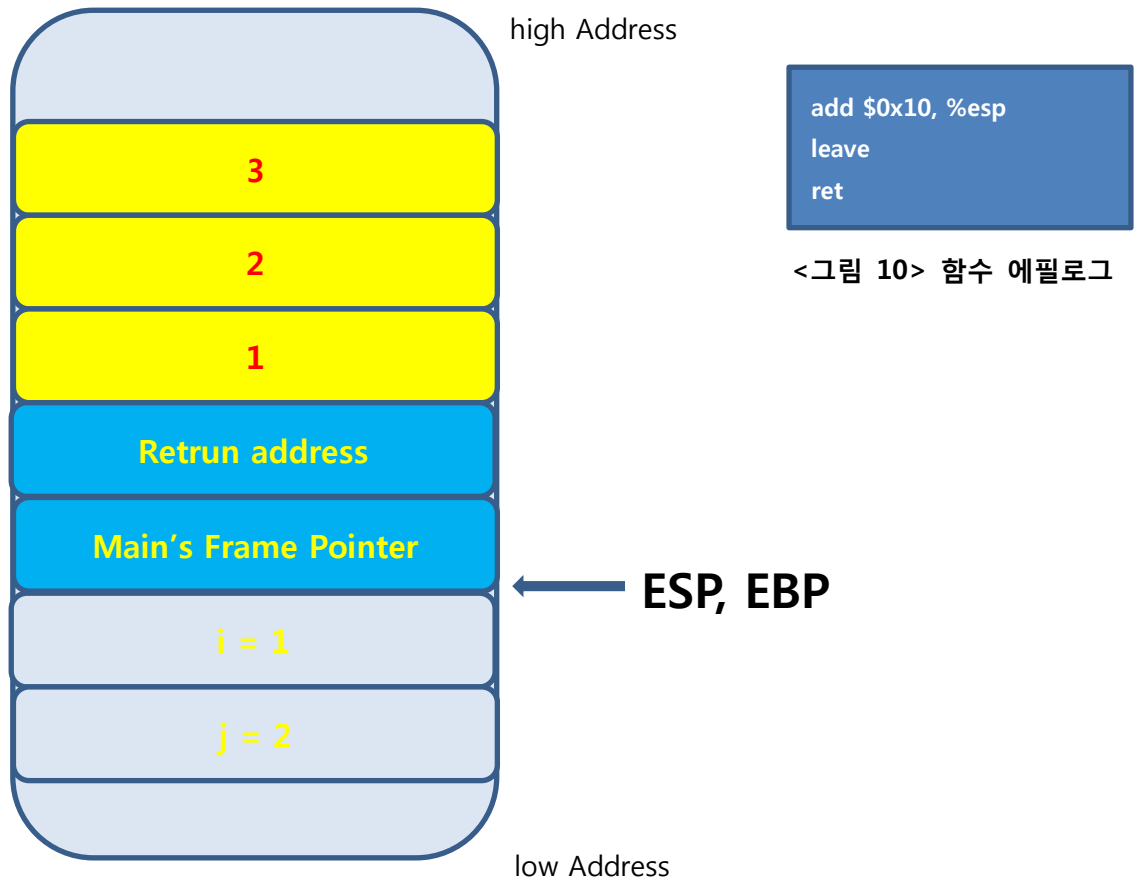 high Address
add $0x10, %esp
leave
ret
<그림 10> 함수 에필로그
3
2
1
Retrun address
Main’s Frame Pointer
ESP, EBP
i = 1
j = 2
low Address